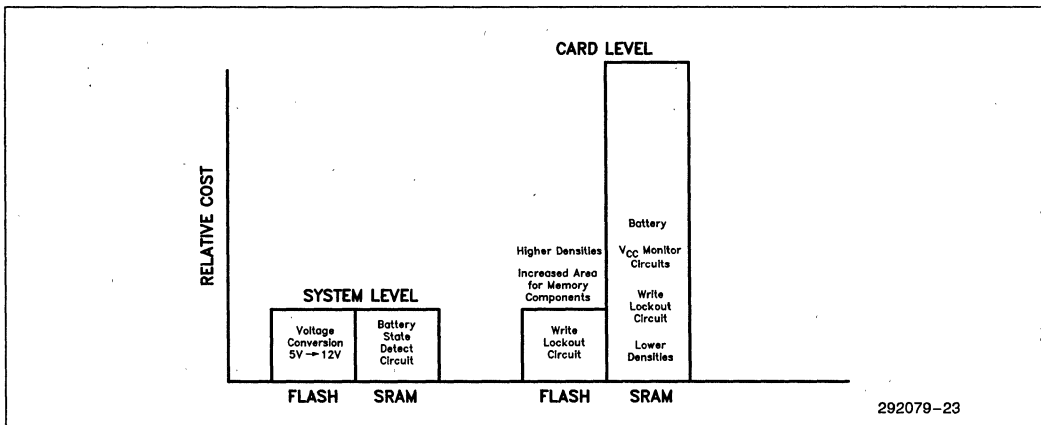 CARD LEVEL
RELATIVE COST
Battery
Higher Densities
VCC Monitor
Circuits
Increased Area
for Memory
Components
SYSTEM LEVEL
Write
Lockout
Circuit
Lower
Densities
Voltage
Conversion
5V → 12V
Battery
State
Detect
Circuit
Write
Lockout
Circuit
FLASH SRAM FLASH SRAM
292079-23